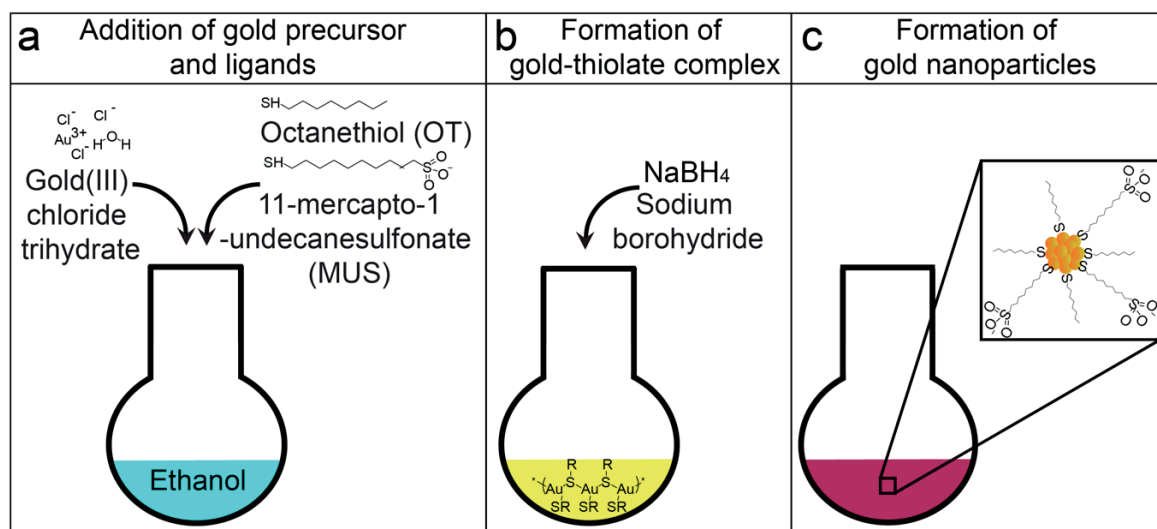 a
Addition of gold precursor
and ligands
Cl⁻
Cl⁻
Au³⁺
Cl⁻
H O H
Gold(III)
chloride
trihydrate
SH
Octanethiol (OT)
SH
S
O
O
O⁻
11-mercapto-1
-undecanesulfonate
(MUS)
Ethanol
b
Formation of
gold-thiolate complex
NaBH₄
Sodium
borohydride
R R
*(Au S Au S Au)*
SR SR SR
c
Formation of
gold nanoparticles
O
S
O
O⁻
S S
S S
S S
S
O
S
O
O⁻
O
S
O
O⁻